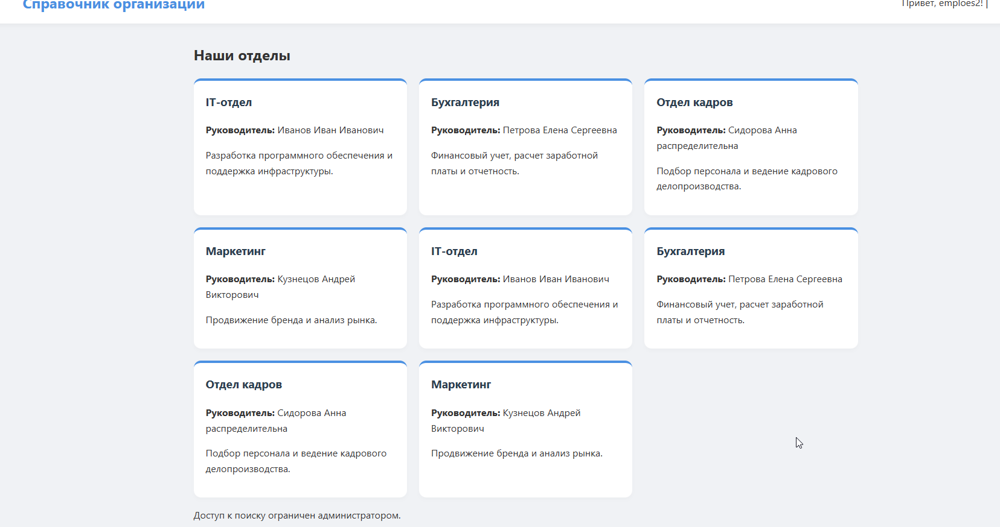 Справочник организации
Привет, emploes2! |
Наши отделы
IT-отдел
Руководитель: Иванов Иван Иванович
Разработка программного обеспечения и
поддержка инфраструктуры.
Бухгалтерия
Руководитель: Петрова Елена Сергеевна
Финансовый учет, расчет заработной
платы и отчетность.
Отдел кадров
Руководитель: Сидорова Анна
распределительна
Подбор персонала и ведение кадрового
делопроизводства.
Маркетинг
Руководитель: Кузнецов Андрей
Викторович
Продвижение бренда и анализ рынка.
IT-отдел
Руководитель: Иванов Иван Иванович
Разработка программного обеспечения и
поддержка инфраструктуры.
Бухгалтерия
Руководитель: Петрова Елена Сергеевна
Финансовый учет, расчет заработной
платы и отчетность.
Отдел кадров
Руководитель: Сидорова Анна
распределительна
Подбор персонала и ведение кадрового
делопроизводства.
Маркетинг
Руководитель: Кузнецов Андрей
Викторович
Продвижение бренда и анализ рынка.
Доступ к поиску ограничен администратором.